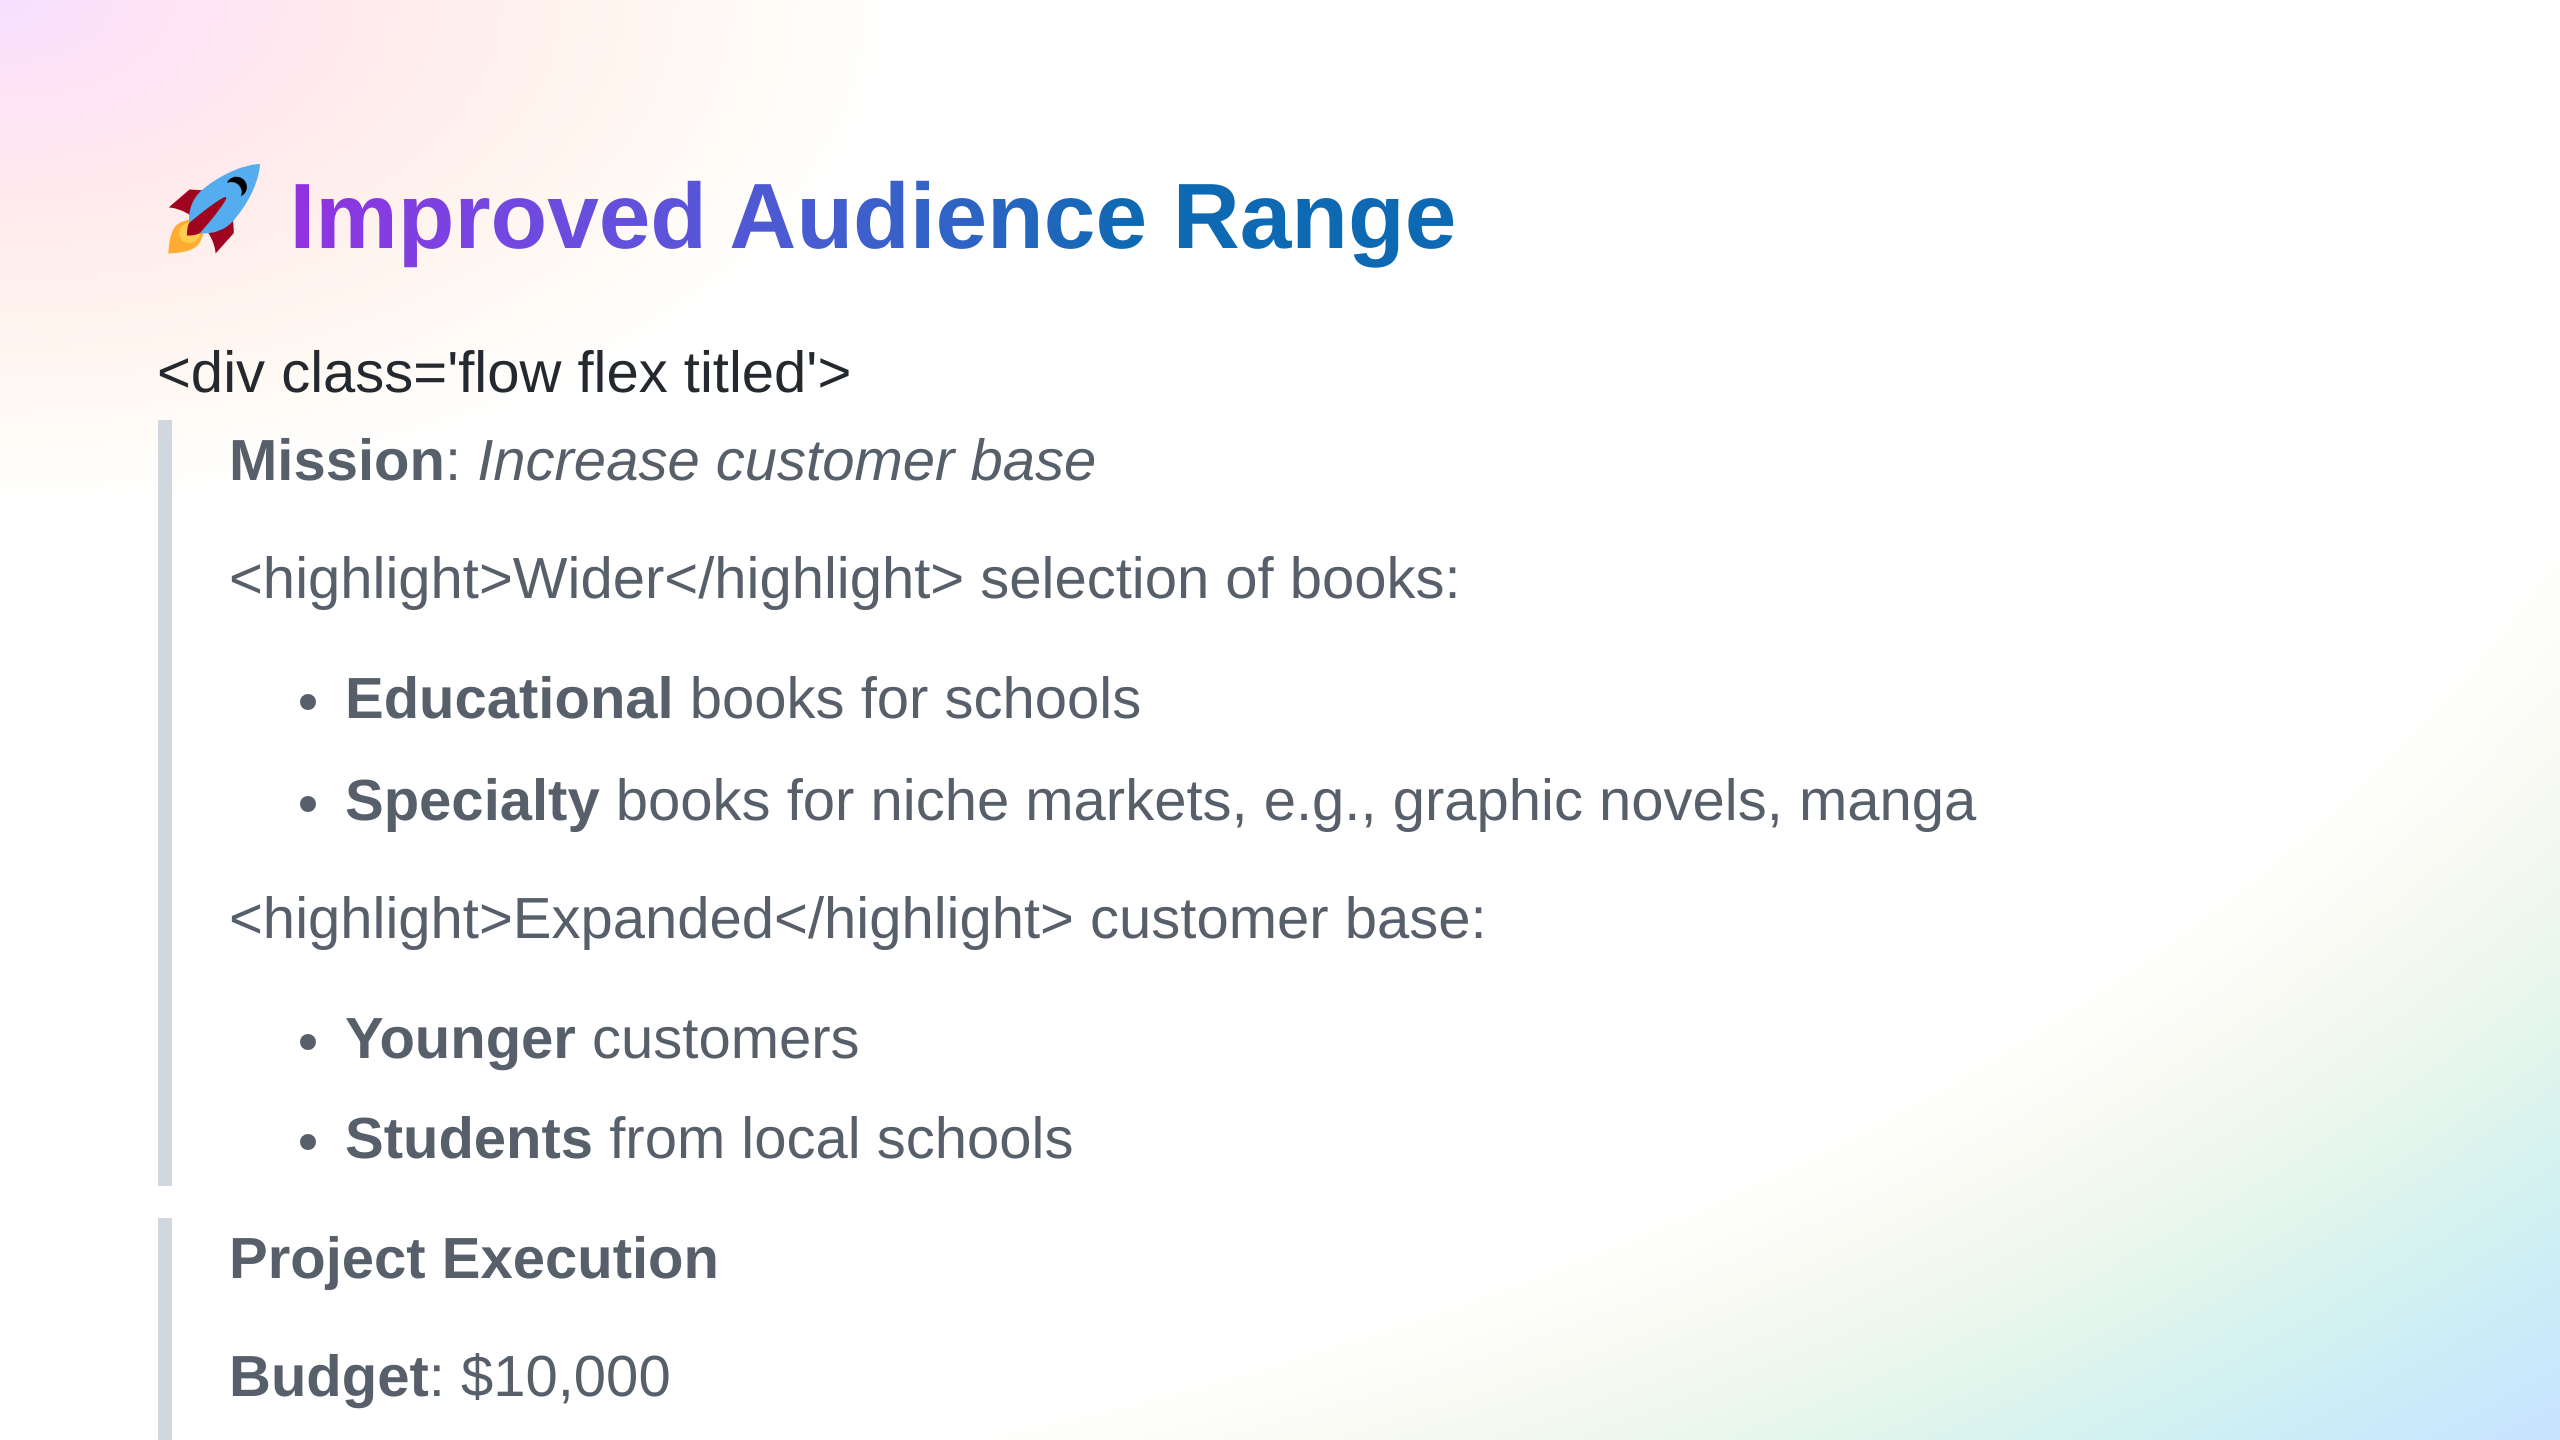 🚀 Improved Audience Range
<div class='flow flex titled'>
Mission: Increase customer base
<highlight>Wider</highlight> selection of books:
• Educational books for schools
• Specialty books for niche markets, e.g., graphic novels, manga
<highlight>Expanded</highlight> customer base:
• Younger customers
• Students from local schools
Project Execution
Budget: $10,000